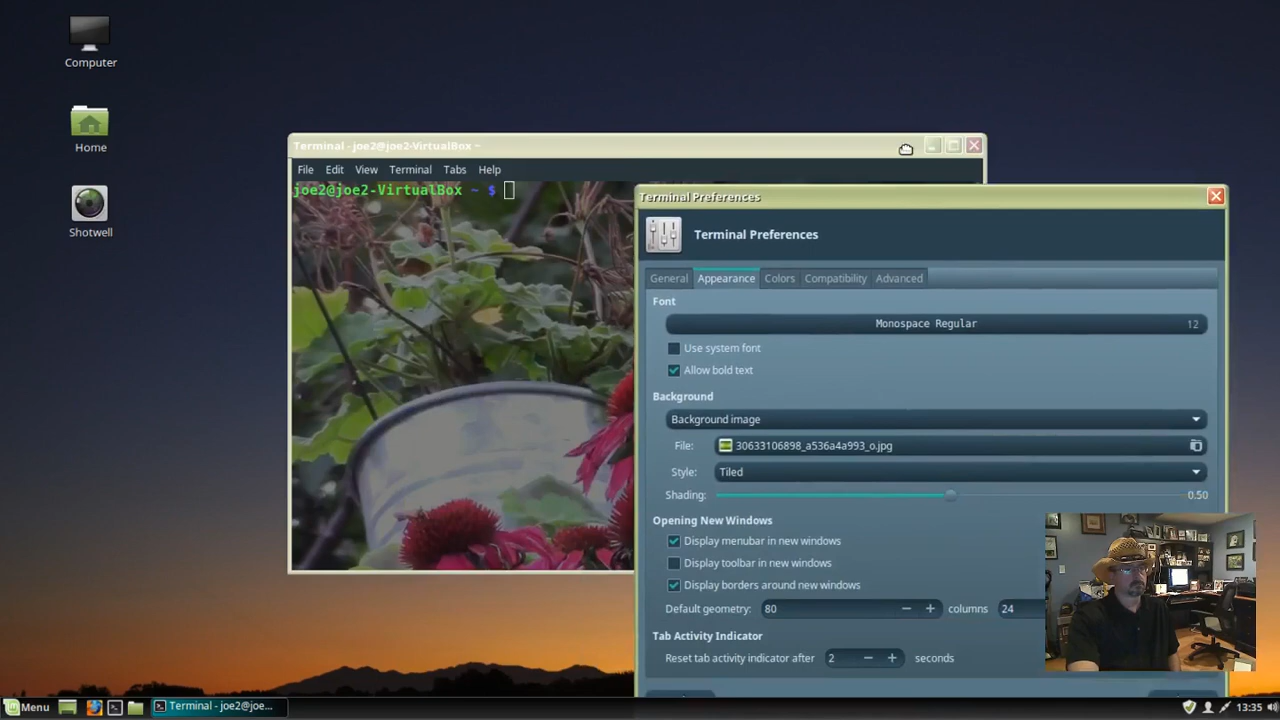 Computer
Home
Shotwell
Terminal - joe2@joe2-VirtualBox ~
File Edit View Terminal Tabs Help
joe2@joe2-VirtualBox ~ $
Terminal Preferences
Terminal Preferences
General Appearance Colors Compatibility Advanced
Font
Monospace Regular 12
Use system font
Allow bold text
Background
Background image
File: 30633106898_a536a4a993_o.jpg
Style: Tiled
Shading: 0.50
Opening New Windows
Display menubar in new windows
Display toolbar in new windows
Display borders around new windows
Default geometry: 80 − + columns 24
Tab Activity Indicator
Reset tab activity indicator after 2 − + seconds
Menu
Terminal - joe2@joe...
13:35